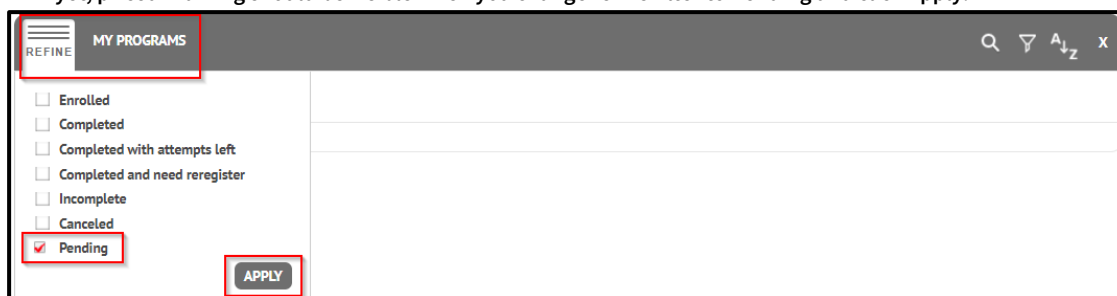 MY PROGRAMS
X
REFINE
Enrolled
Completed
Completed with attempts left
Completed and need reregister
Incomplete
Canceled
Pending
APPLY